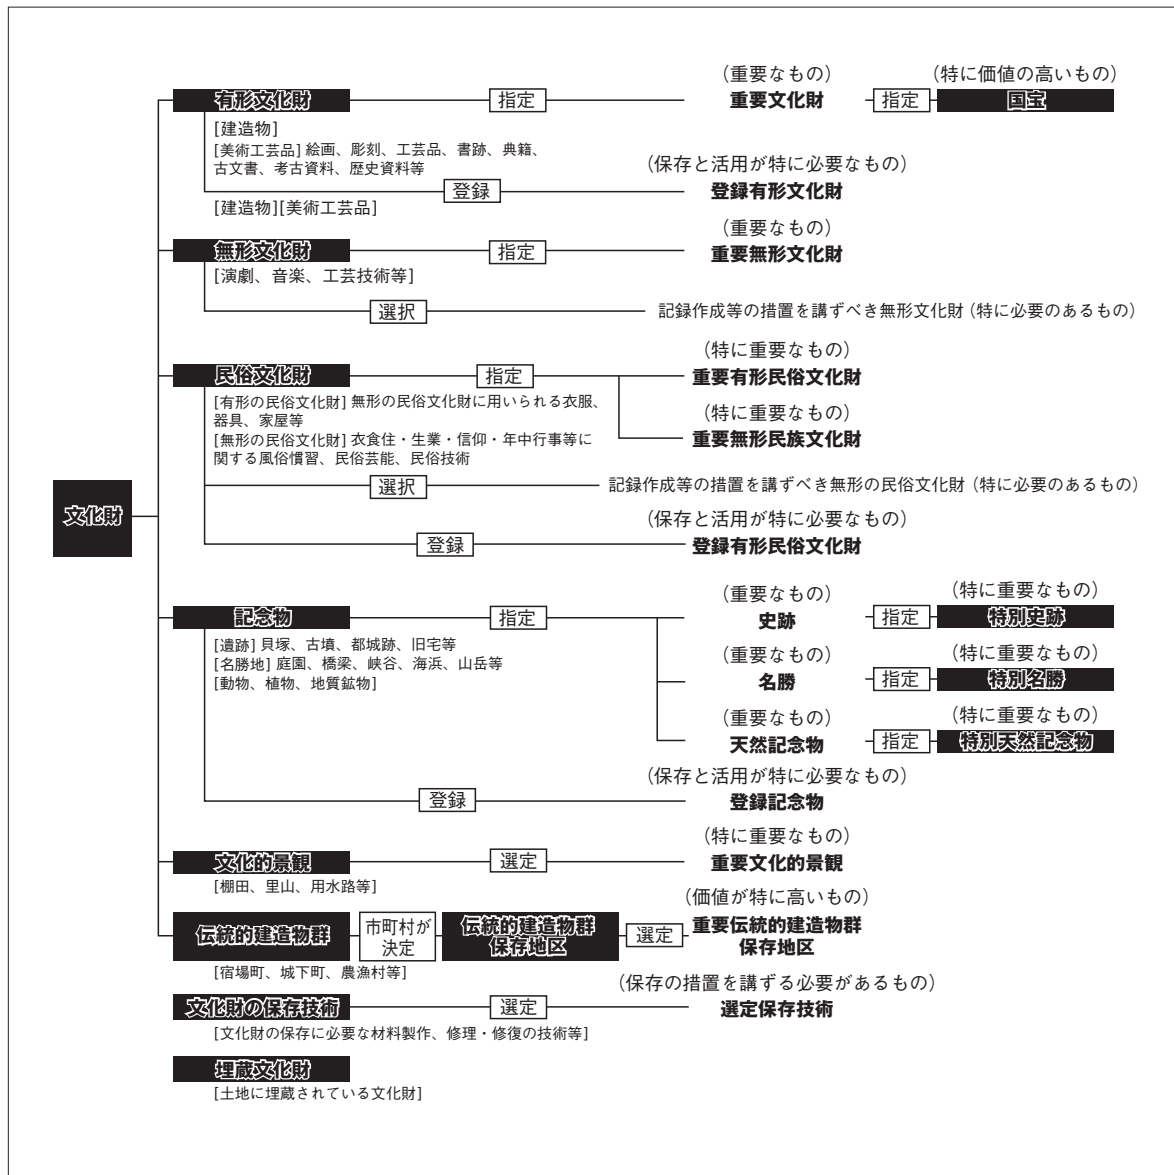 文化財
有形文化財
指定
(重要なもの)
重要文化財
指定
(特に価値の高いもの)
国宝
[建造物]
[美術工芸品] 絵画、彫刻、工芸品、書跡、典籍、
古文書、考古資料、歴史資料等
登録
(保存と活用が特に必要なもの)
登録有形文化財
[建造物][美術工芸品]
無形文化財
指定
(重要なもの)
重要無形文化財
[演劇、音楽、工芸技術等]
選択
記録作成等の措置を講ずべき無形文化財 (特に必要のあるもの)
民俗文化財
指定
(特に重要なもの)
重要有形民俗文化財
(特に重要なもの)
重要無形民族文化財
[有形の民俗文化財] 無形の民俗文化財に用いられる衣服、
器具、家屋等
[無形の民俗文化財] 衣食住・生業・信仰・年中行事等に
関する風俗慣習、民俗芸能、民俗技術
選択
記録作成等の措置を講ずべき無形の民俗文化財 (特に必要のあるもの)
登録
(保存と活用が特に必要なもの)
登録有形民俗文化財
記念物
指定
(重要なもの)
史跡
指定
(特に重要なもの)
特別史跡
[遺跡] 貝塚、古墳、都城跡、旧宅等
[名勝地] 庭園、橋梁、峡谷、海浜、山岳等
[動物、植物、地質鉱物]
(重要なもの)
名勝
指定
(特に重要なもの)
特別名勝
(重要なもの)
天然記念物
指定
(特に重要なもの)
特別天然記念物
登録
(保存と活用が特に必要なもの)
登録記念物
文化的景観
選定
(特に重要なもの)
重要文化的景観
[棚田、里山、用水路等]
伝統的建造物群
市町村が
決定
伝統的建造物群
保存地区
選定
(価値が特に高いもの)
重要伝統的建造物群
保存地区
[宿場町、城下町、農漁村等]
文化財の保存技術
選定
(保存の措置を講ずる必要があるもの)
選定保存技術
[文化財の保存に必要な材料製作、修理・修復の技術等]
埋蔵文化財
[土地に埋蔵されている文化財]